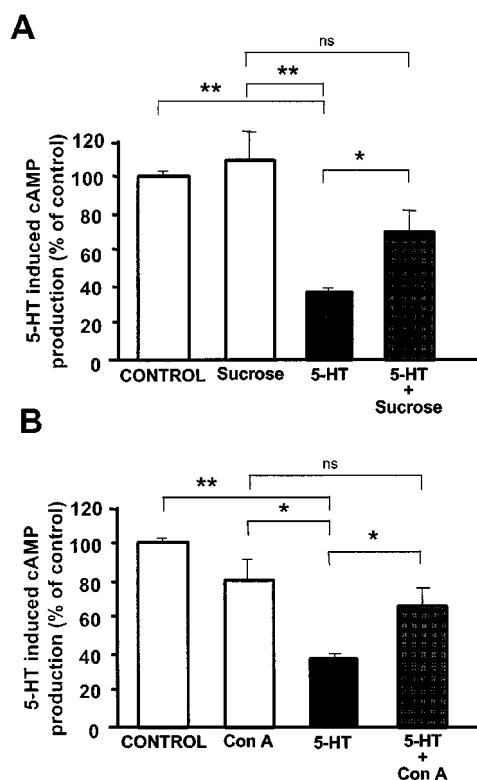 A
ns
**
**
*
5-HT induced cAMP
production (% of control)
120
100
80
60
40
20
0
CONTROL
Sucrose
5-HT
5-HT
+
Sucrose
B
ns
**
*
*
5-HT induced cAMP
production (% of control)
120
100
80
60
40
20
0
CONTROL
Con A
5-HT
5-HT
+
Con A